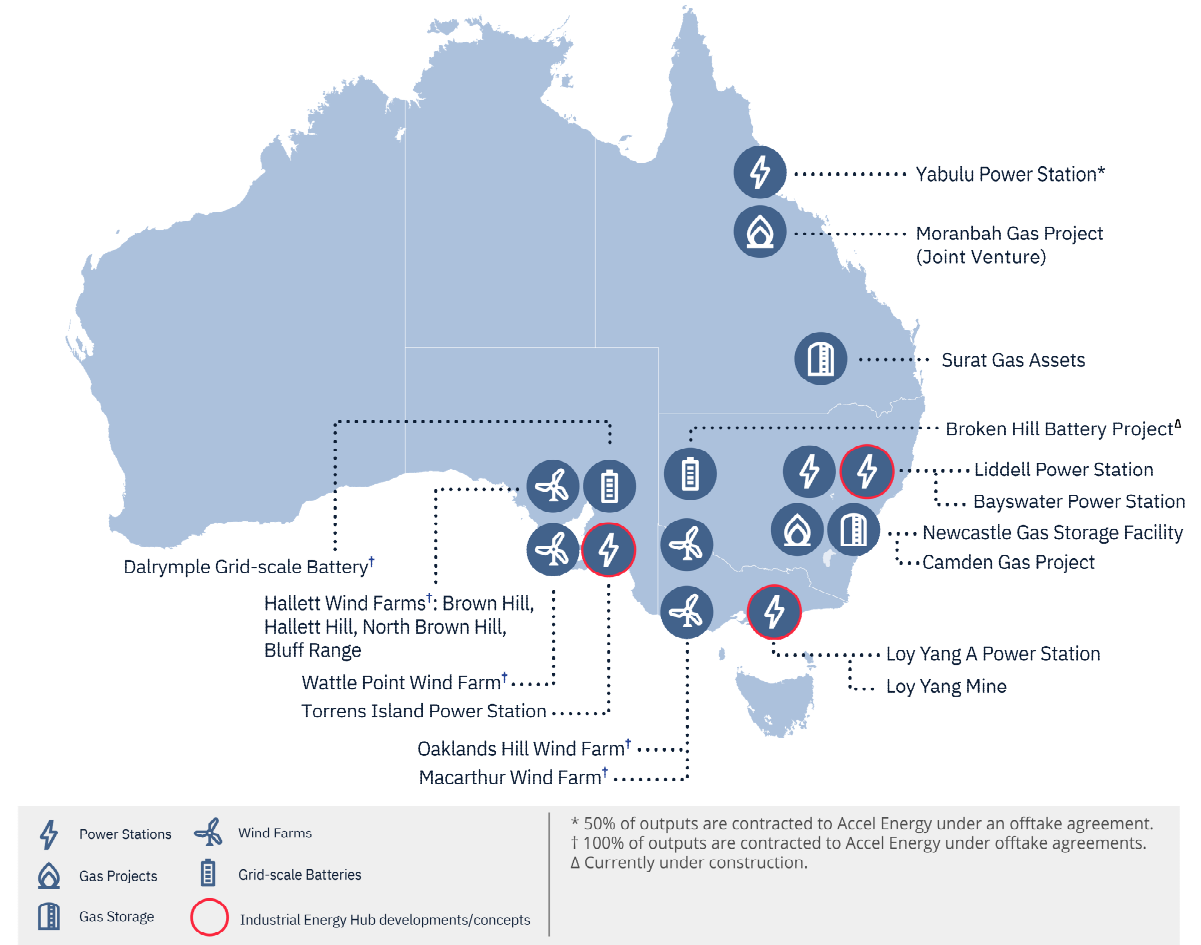 Yabulu Power Station*
Moranbah Gas Project
(Joint Venture)
Surat Gas Assets
Broken Hill Battery ProjectΔ
Liddell Power Station
Bayswater Power Station
Newcastle Gas Storage Facility
Camden Gas Project
Dalrymple Grid-scale Battery†
Hallett Wind Farms†: Brown Hill,
Hallett Hill, North Brown Hill,
Bluff Range
Loy Yang A Power Station
Wattle Point Wind Farm†
Loy Yang Mine
Torrens Island Power Station
Oaklands Hill Wind Farm†
Macarthur Wind Farm†
Power Stations
Wind Farms
Gas Projects
Grid-scale Batteries
Gas Storage
Industrial Energy Hub developments/concepts
* 50% of outputs are contracted to Accel Energy under an offtake agreement.
† 100% of outputs are contracted to Accel Energy under offtake agreements.
Δ Currently under construction.